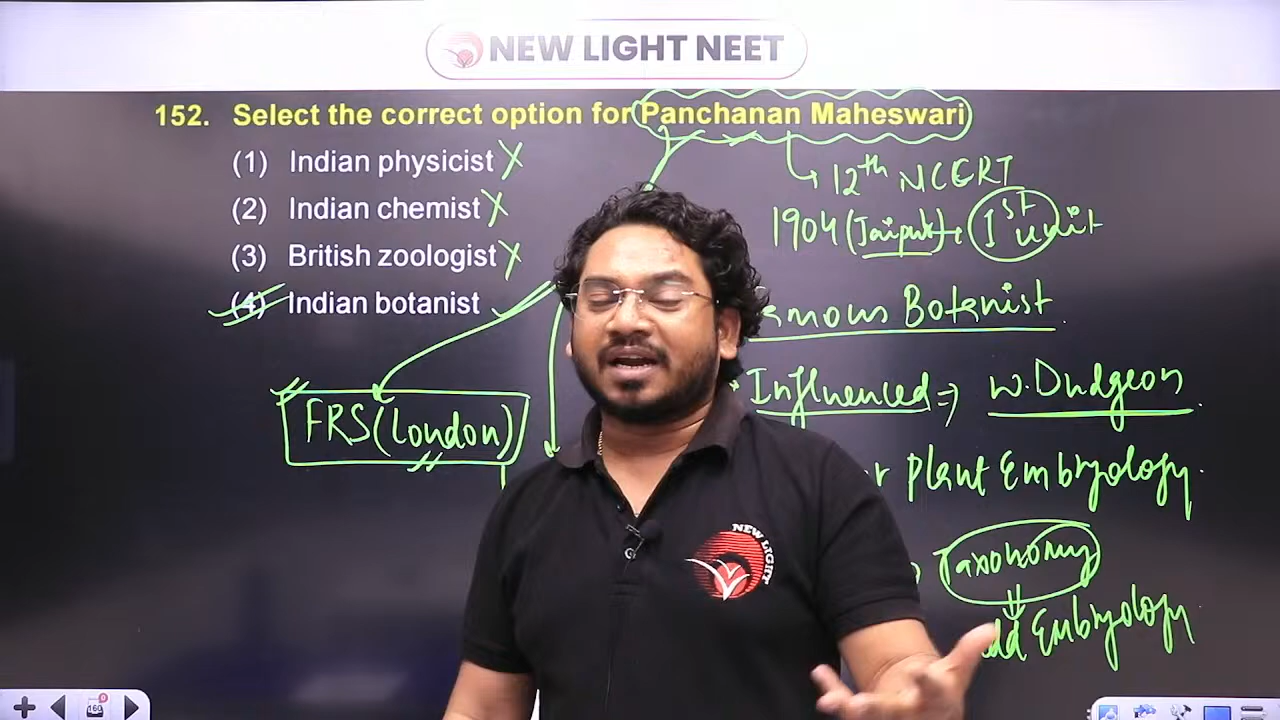 NEW LIGHT NEET
152. Select the correct option for Panchanan Maheswari
(1) Indian physicist
(2) Indian chemist
(3) British zoologist
(4) Indian botanist
12th NCERT
1904 (Jaipur) Ist unit
Botanist
Influenced ⇒ W. Dudgeon
FRS (London)
Plant Embryology
Taxonomy
Embryology
NEW LIGHT
160